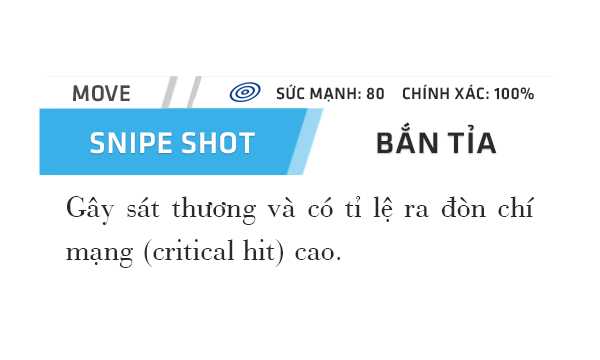 MOVE SỨC MẠNH: 80 CHÍNH XÁC: 100%
SNIPE SHOT BẮN TỈA
Gây sát thương và có tỉ lệ ra đòn chí
mạng (critical hit) cao.